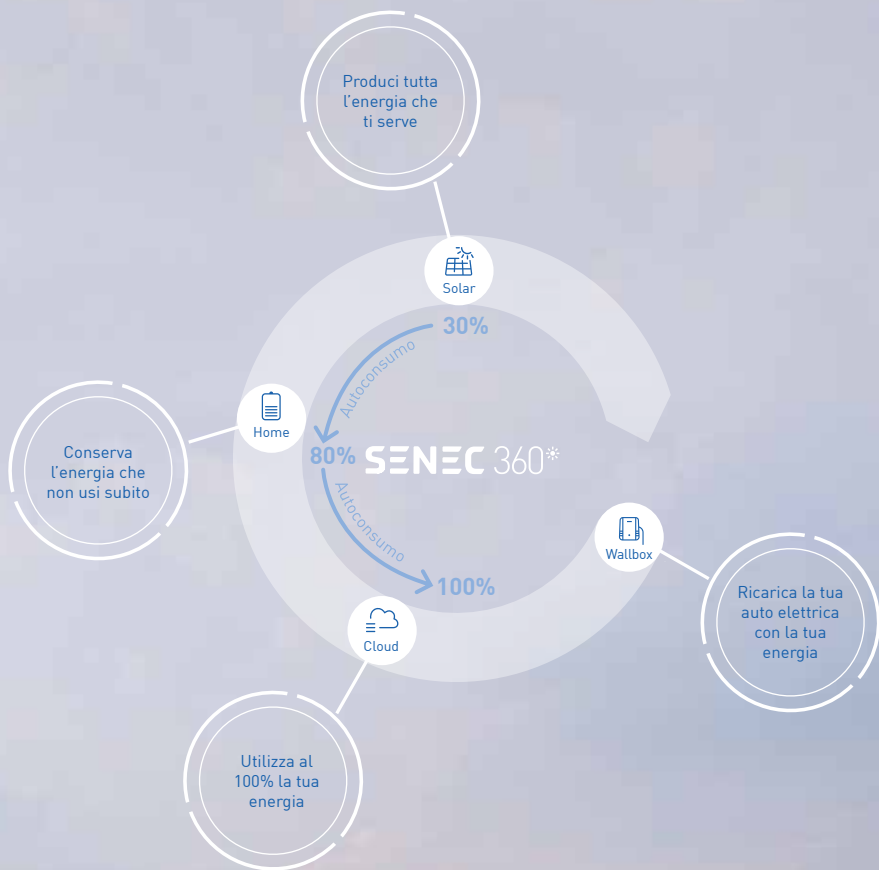 Produci tutta
l'energia che
ti serve
Solar
30%
Autoconsumo
Home
Conserva
l'energia che
non usi subito
80%
SENEC 360
Autoconsumo
Wallbox
Ricarica la tua
auto elettrica
con la tua
energia
100%
Cloud
Utilizza al
100% la tua
energia